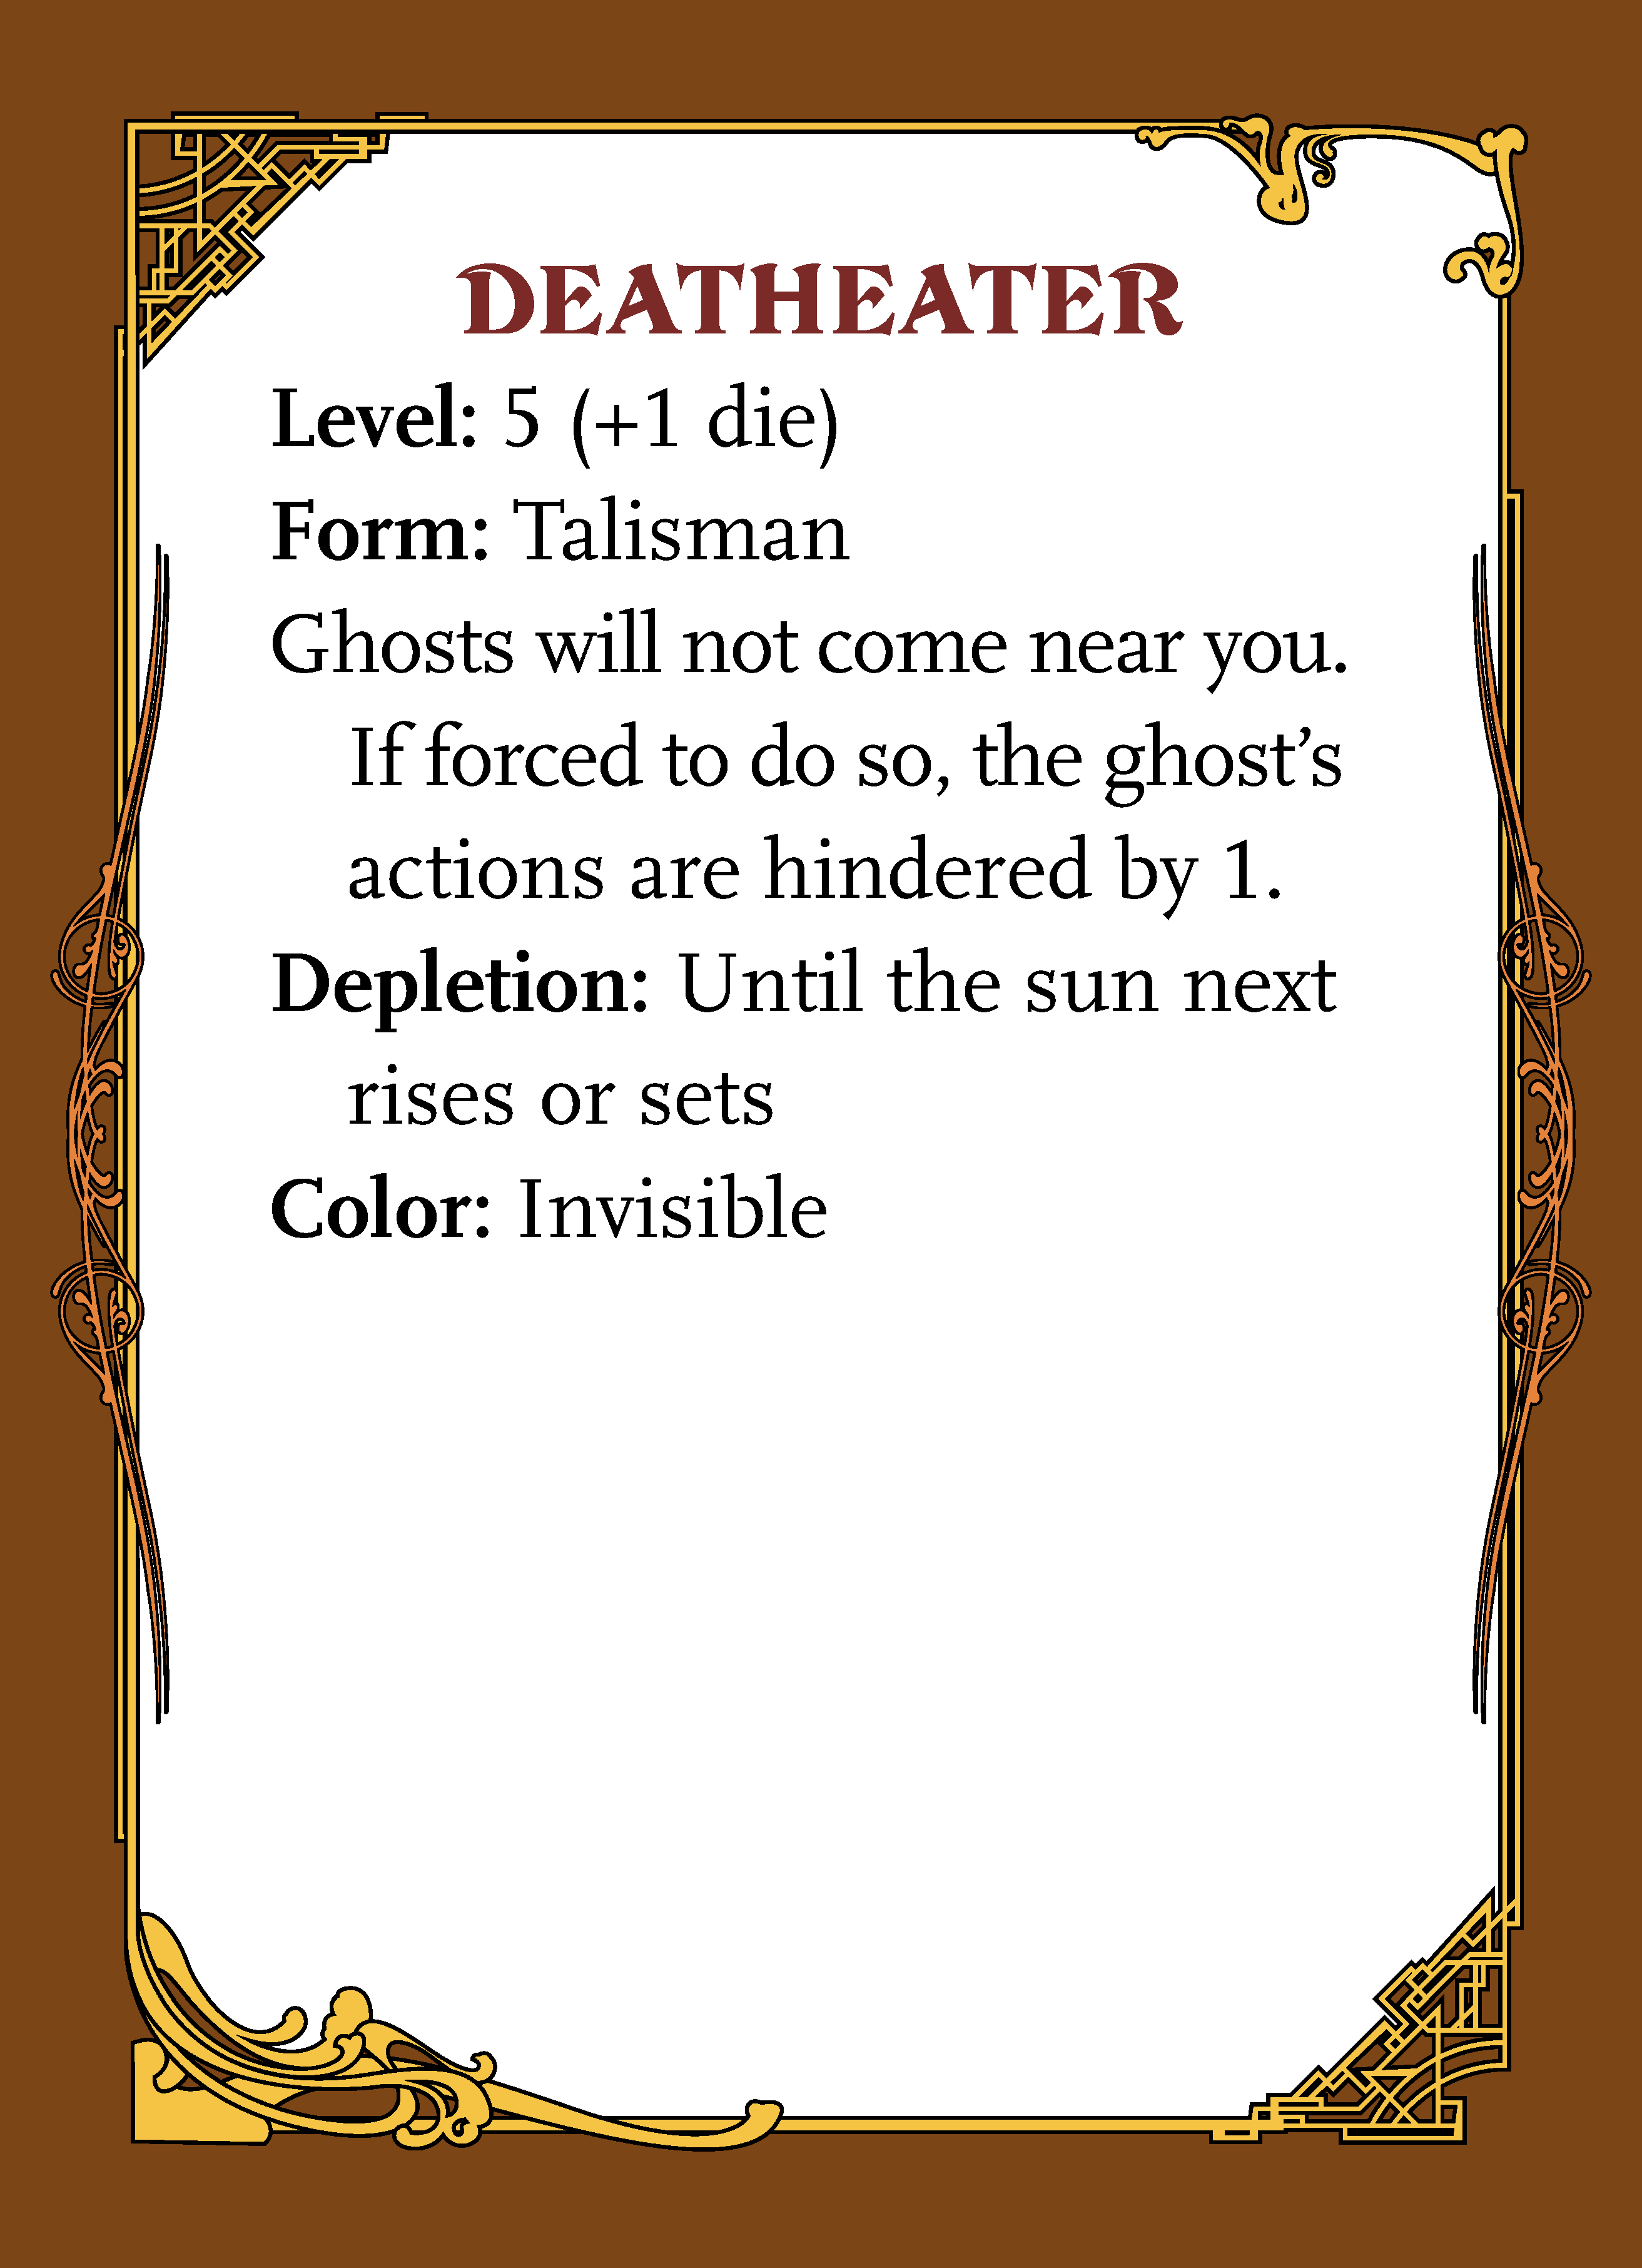 DEATHEATER
Level: 5 (+1 die)
Form: Talisman
Ghosts will not come near you.
If forced to do so, the ghost’s
actions are hindered by 1.
Depletion: Until the sun next
rises or sets
Color: Invisible